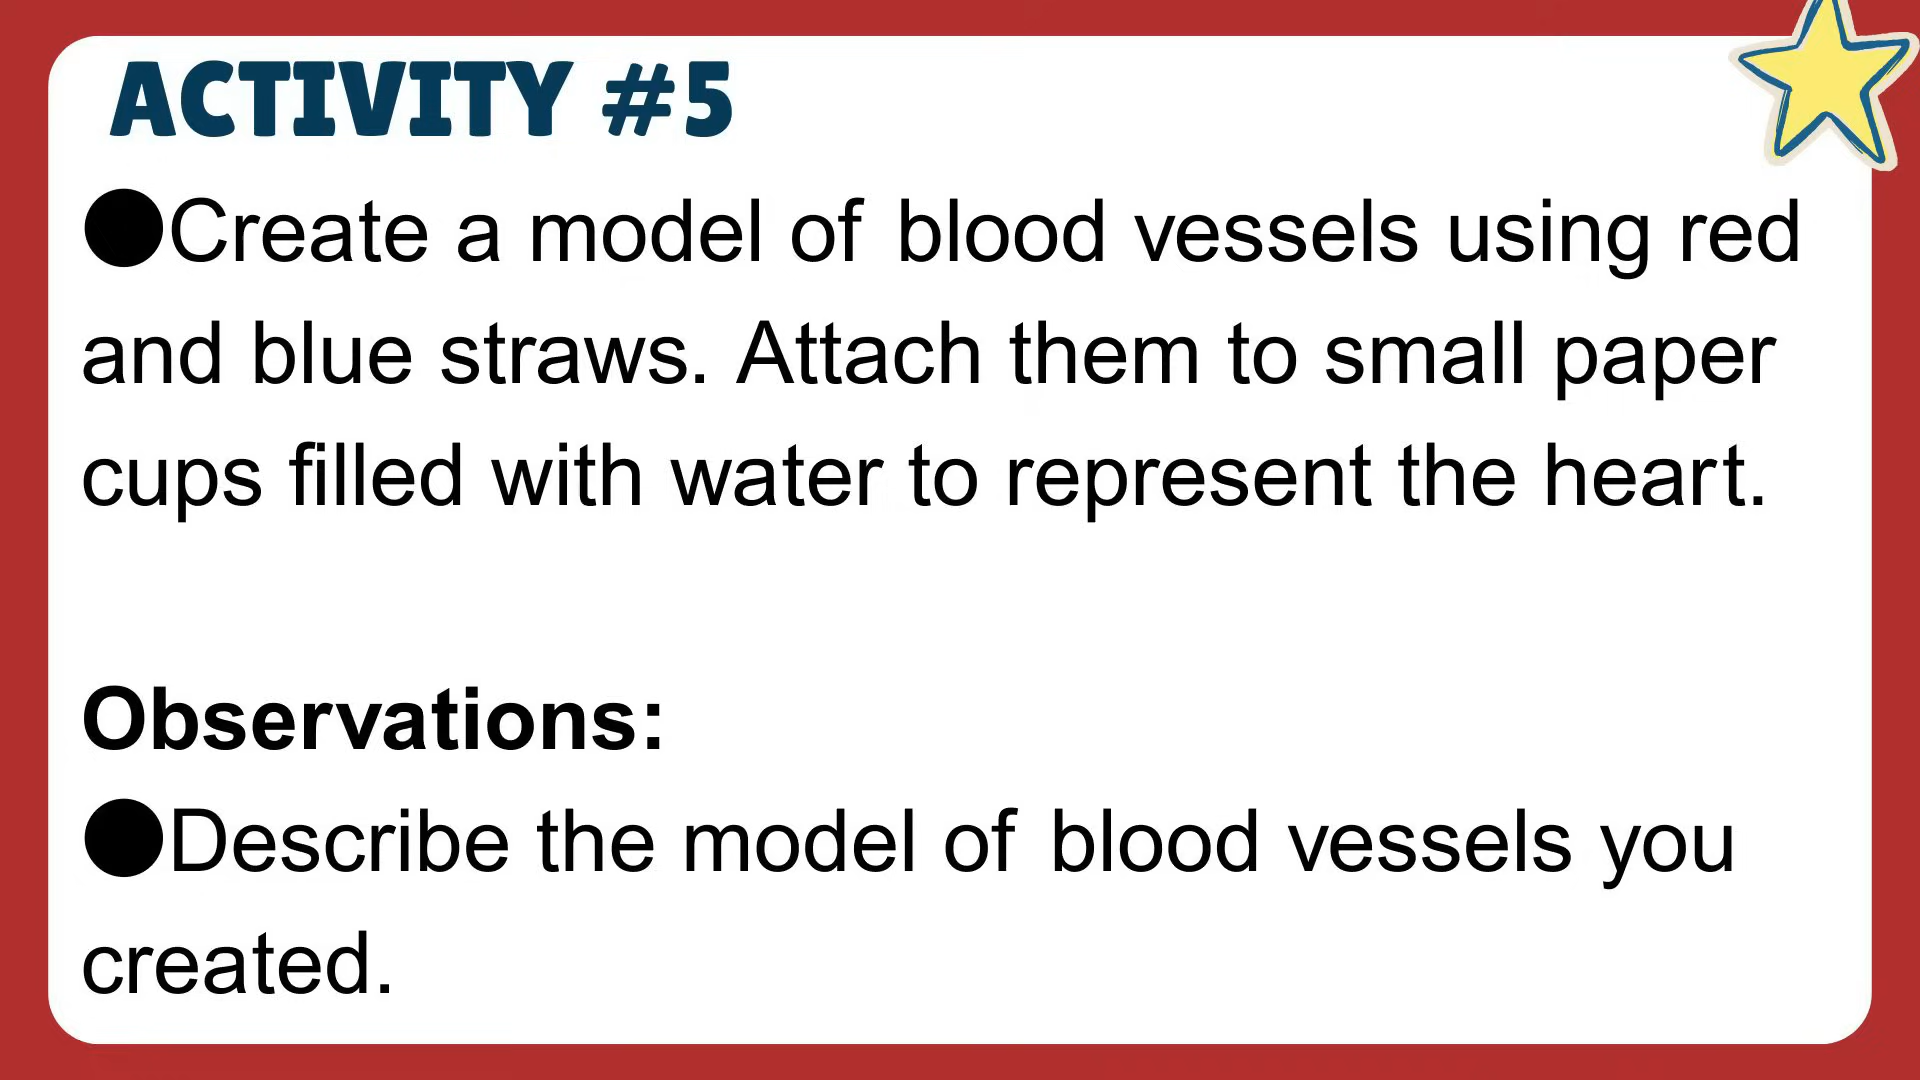 ACTIVITY #5
●Create a model of blood vessels using red
and blue straws. Attach them to small paper
cups filled with water to represent the heart.
Observations:
●Describe the model of blood vessels you
created.